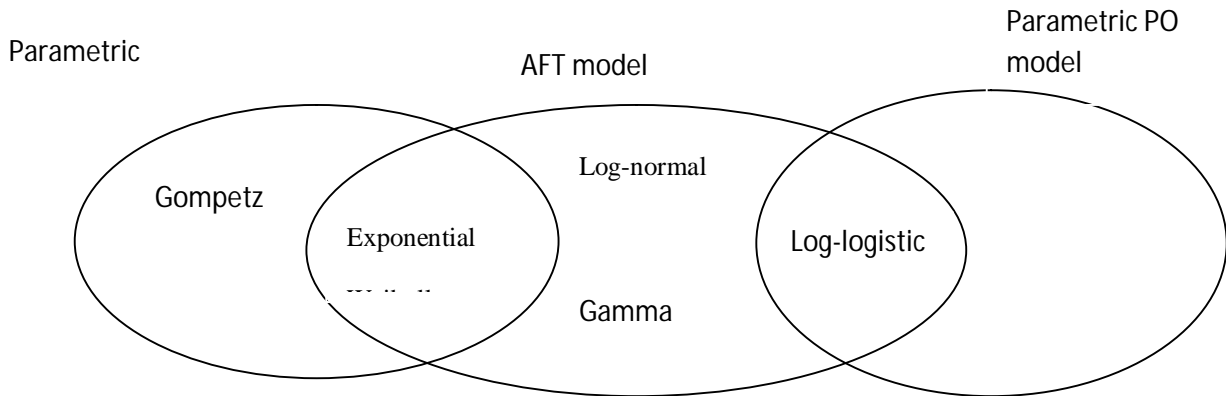 Parametric PO
model
Parametric
AFT model
Log-normal
Gompetz
Exponential
Log-logistic
Gamma